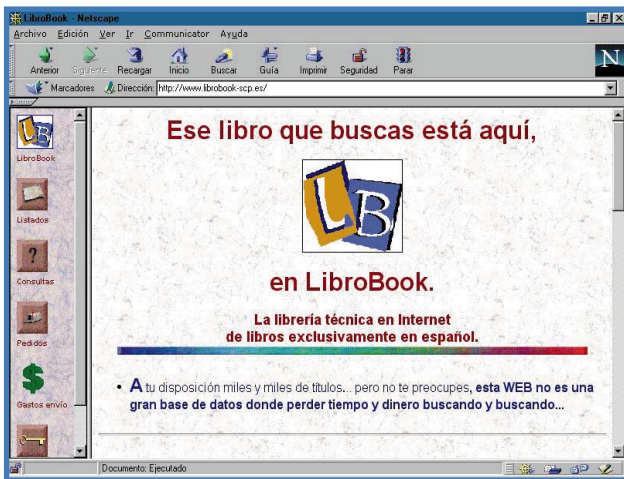 LibroBook - Netscape
Archivo Edición Ver Ir Communicator Ayuda
Anterior Siguiente Recargar Inicio Buscar Guía Imprimir Seguridad Parar
N
Marcadores Dirección: http://www.librobook-scp.es/
LB
LibroBook
Listados
?
Consultas
Pedidos
$
Gastos envío
Ese libro que buscas está aquí,
LB
en LibroBook.
La librería técnica en Internet
de libros exclusivamente en español.
• A tu disposición miles y miles de títulos... pero no te preocupes, esta WEB no es una
gran base de datos donde perder tiempo y dinero buscando y buscando...
Documento: Ejecutado